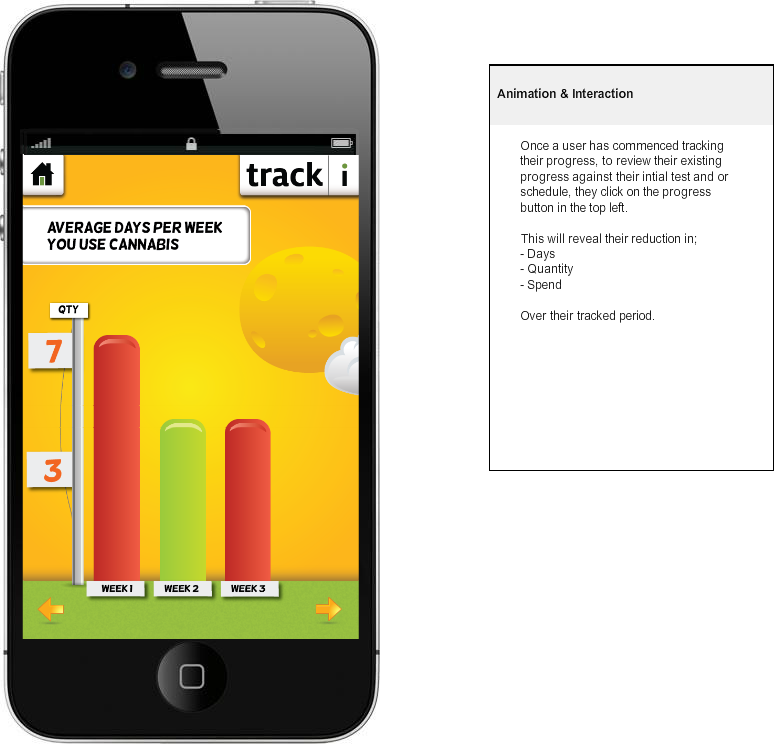 track i
AVERAGE DAYS PER WEEK
YOU USE CANNABIS
QTY
7
3
WEEK 1
WEEK 2
WEEK 3
Animation & Interaction
Once a user has commenced tracking
their progress, to review their existing
progress against their intial test and or
schedule, they click on the progress
button in the top left.
This will reveal their reduction in;
- Days
- Quantity
- Spend
Over their tracked period.